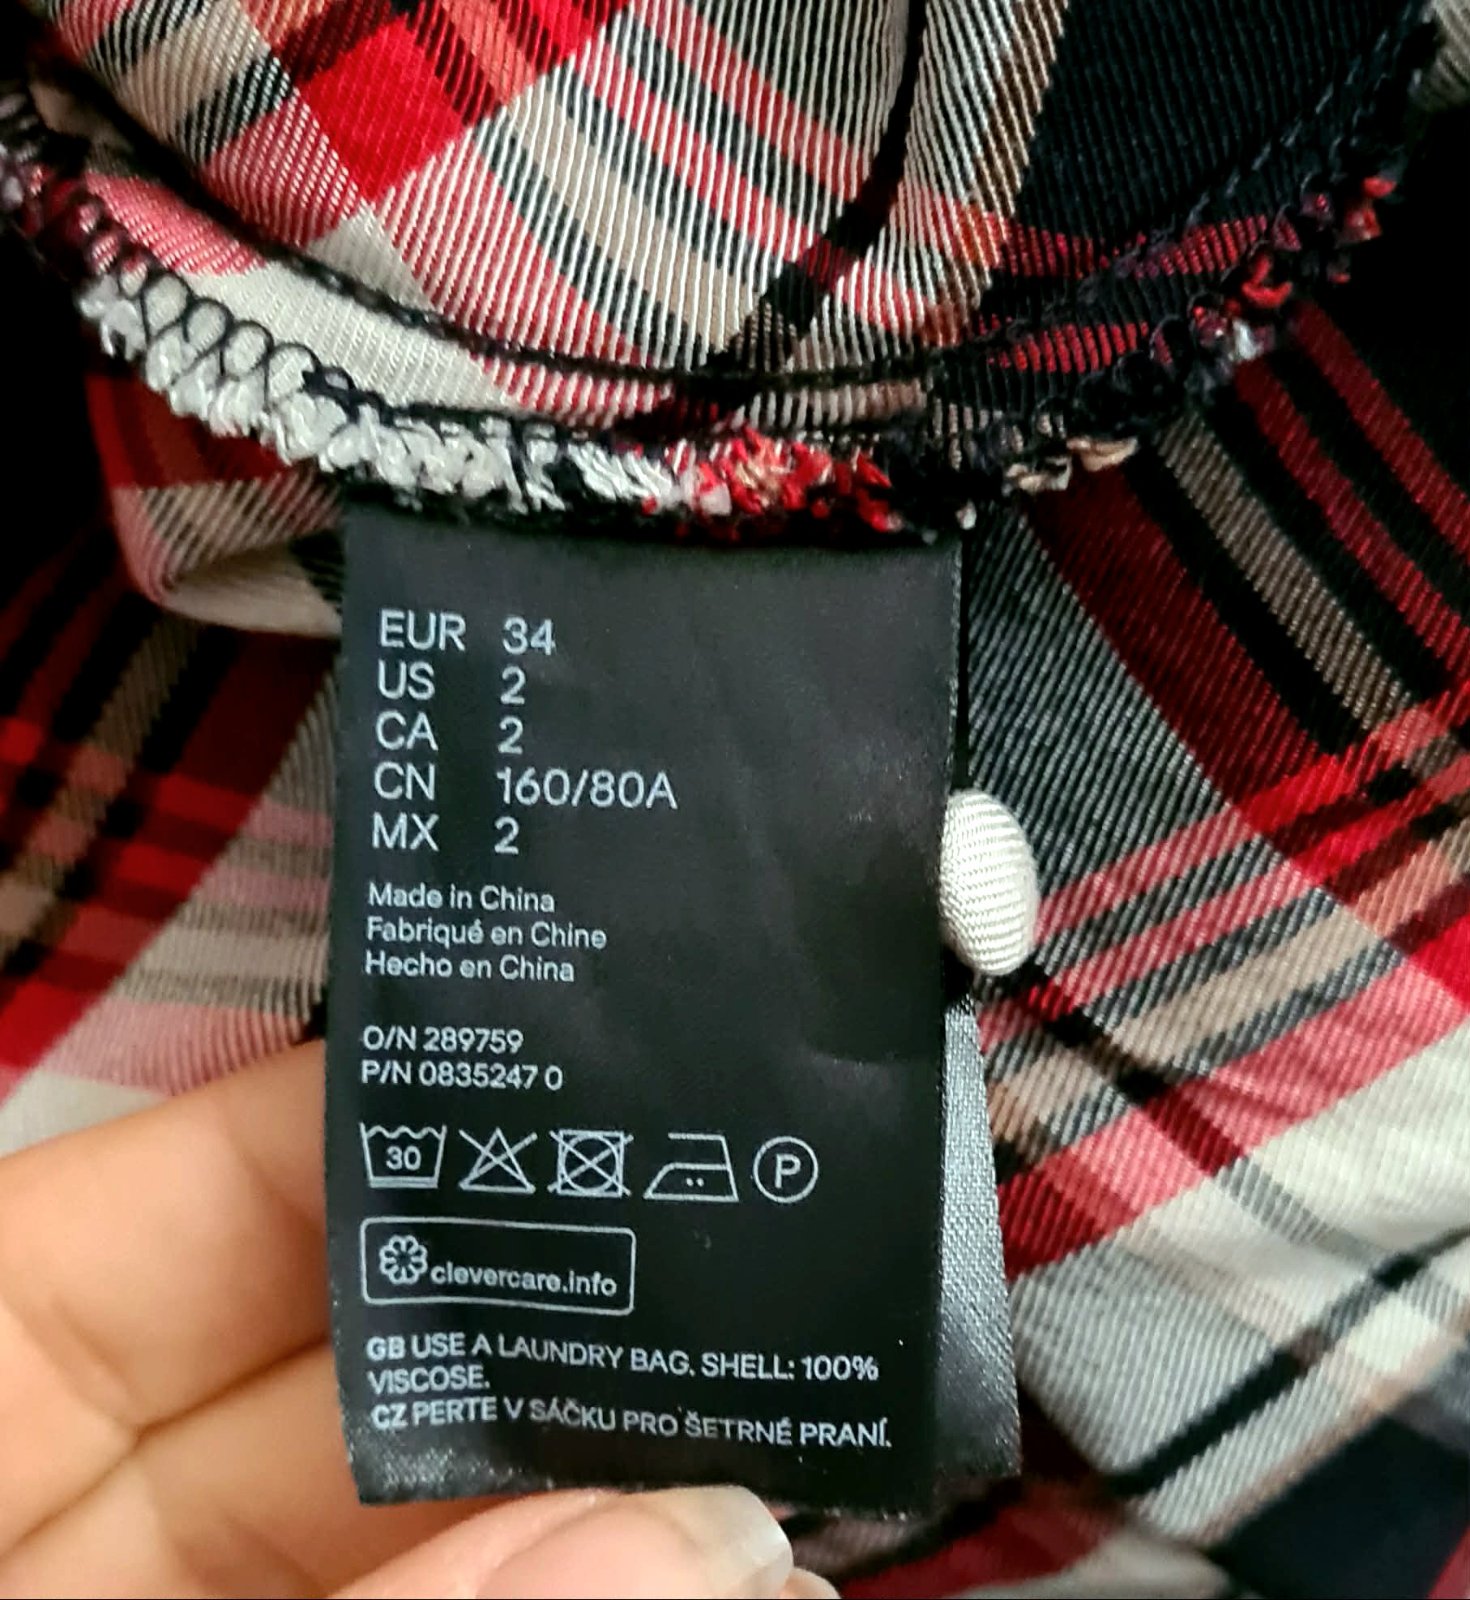 EUR 34
US 2
CA 2
CN 160/80A
MX 2
Made in China
Fabriqué en Chine
Hecho en China
O/N 289759
P/N 0835247 0
30
P
clevercare.info
GB USE A LAUNDRY BAG. SHELL: 100%
VISCOSE.
CZ PERTE V SÁČKU PRO ŠETRNÉ PRANÍ.